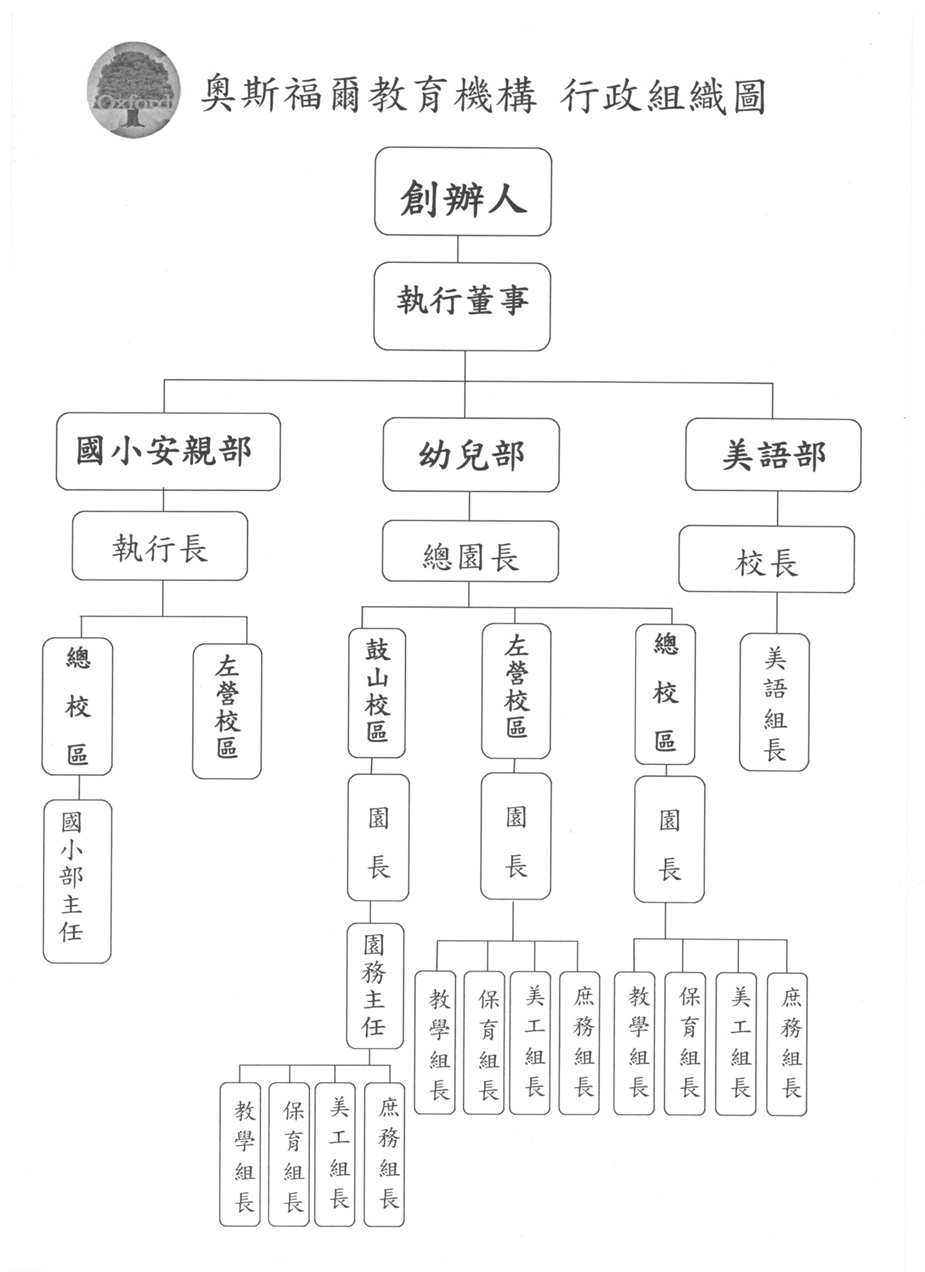 Oxford
奧斯福爾教育機構 行政組織圖
創辦人
執行董事
國小安親部
幼兒部
美語部
執行長
總園長
校長
總校區
左營校區
鼓山校區
左營校區
總校區
美語組長
國小部主任
園長
園長
園長
園務主任
教學組長
保育組長
美工組長
庶務組長
教學組長
保育組長
美工組長
庶務組長
教學組長
保育組長
美工組長
庶務組長